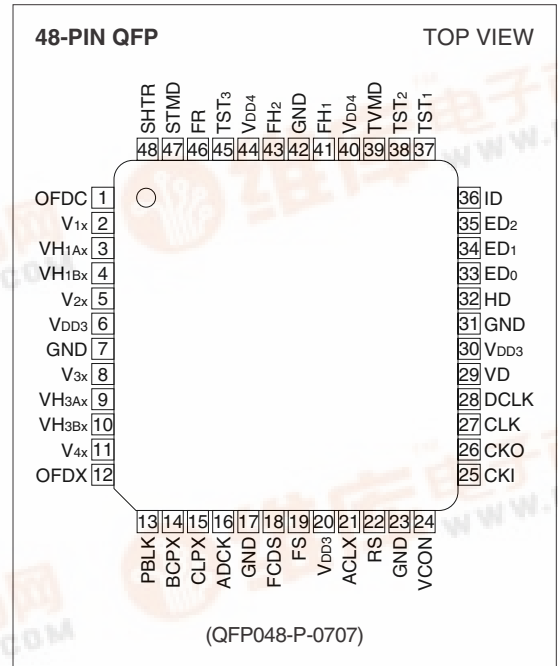 48-PIN QFP TOP VIEW
SHTR STMD FR TST3 VDD4 FH2 GND FH1 VDD4 TVMD TST2 TST1
48 47 46 45 44 43 42 41 40 39 38 37
OFDC 1
V1X 2
VH1AX 3
VH1BX 4
V2X 5
VDD3 6
GND 7
V3X 8
VH3AX 9
VH3BX 10
V4X 11
OFDX 12
36 ID
35 ED2
34 ED1
33 ED0
32 HD
31 GND
30 VDD3
29 VD
28 DCLK
27 CLK
26 CKO
25 CKI
13 14 15 16 17 18 19 20 21 22 23 24
PBLK BCPX CLPX ADCK GND FCDS FS VDD3 ACLX RS GND VCON
(QFP048-P-0707)